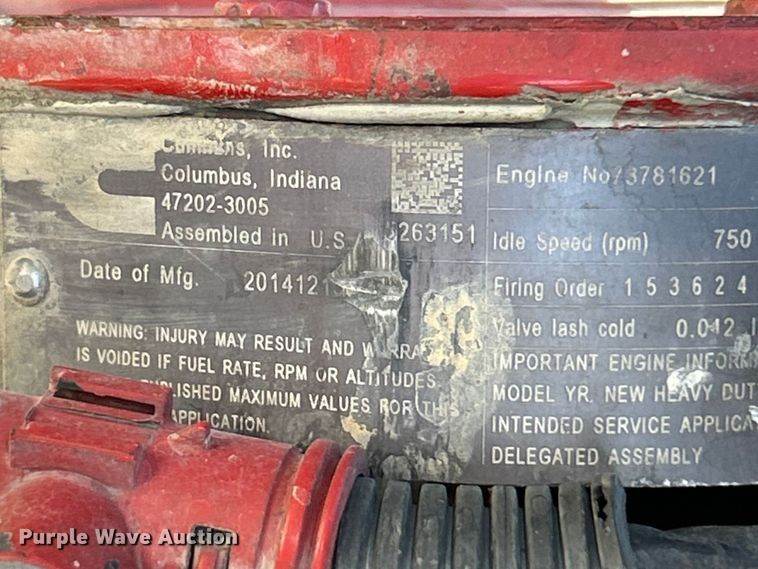 Cummins, Inc.
Columbus, Indiana
47202-3005
Assembled in U.S 263151
Date of Mfg. 201412
WARNING: INJURY MAY RESULT AND
IS VOIDED IF FUEL RATE, RPM OR ALTITUDES
MAXIMUM VALUES FOR THIS
APPLICATION.
Engine No 73781621
Idle Speed (rpm) 750
Firing Order 1 5 3 6 2 4
Valve lash cold 0.012
IMPORTANT ENGINE
MODEL YR. NEW HEAVY
INTENDED SERVICE
DELEGATED ASSEMBLY
Purple Wave Auction